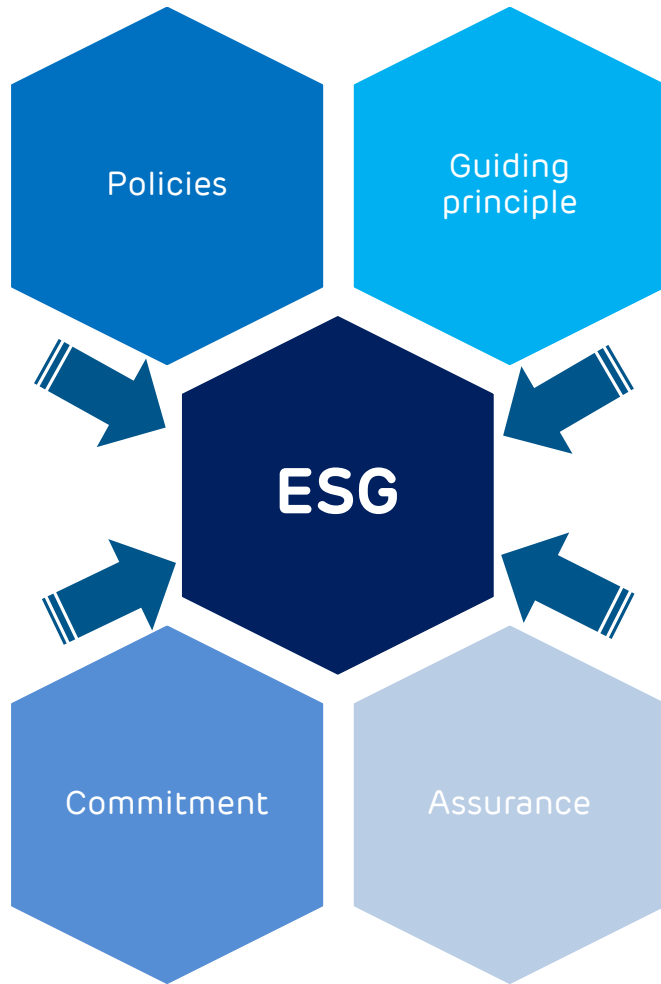 Policies
Guiding
principle
ESG
Commitment
Assurance